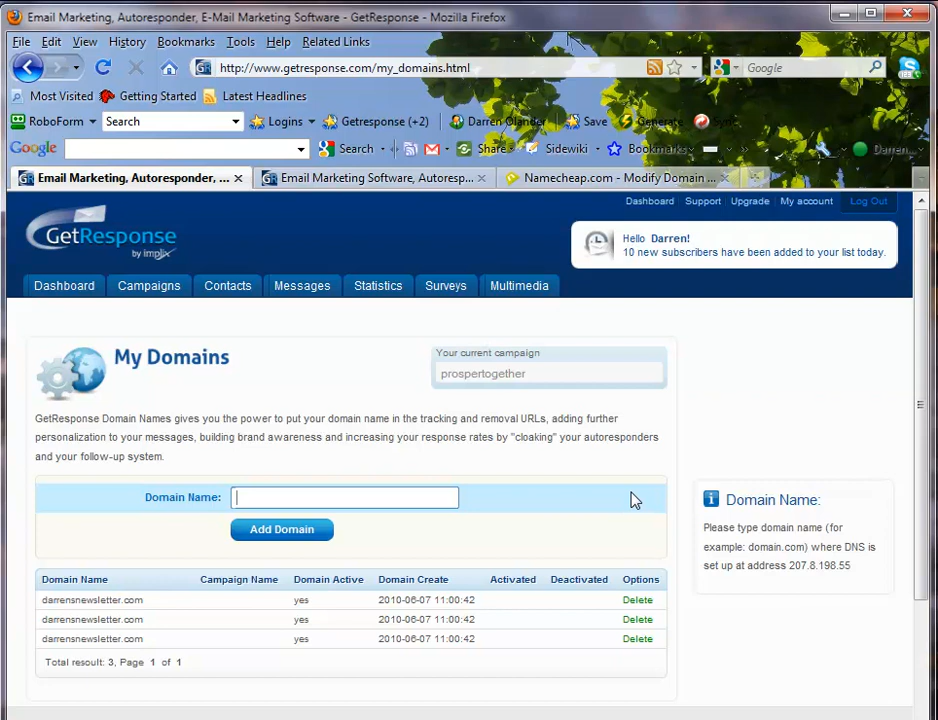 Email Marketing, Autoresponder, E-Mail Marketing Software - GetResponse - Mozilla Firefox
File Edit View History Bookmarks Tools Help Related Links
http://www.getresponse.com/my_domains.html
Google
Most Visited Getting Started Latest Headlines
RoboForm Search Logins Getresponse (+2) Darren Olander Save Generate
Google Search Share Sidewiki Bookmarks Darren...
Email Marketing, Autoresponder, ... Email Marketing Software, Autoresp... Namecheap.com - Modify Domain ...
Dashboard Support Upgrade My account Log Out
GetResponse
by implix
Hello Darren!
10 new subscribers have been added to your list today.
Dashboard Campaigns Contacts Messages Statistics Surveys Multimedia
My Domains
Your current campaign
prospertogether
GetResponse Domain Names gives you the power to put your domain name in the tracking and removal URLs, adding further
personalization to your messages, building brand awareness and increasing your response rates by "cloaking" your autoresponders
and your follow-up system.
Domain Name:
Add Domain
Domain Name:
Please type domain name (for
example: domain.com) where DNS is
set up at address 207.8.198.55
Domain Name Campaign Name Domain Active Domain Create Activated Deactivated Options
darrensnewsletter.com yes 2010-06-07 11:00:42 Delete
darrensnewsletter.com yes 2010-06-07 11:00:42 Delete
darrensnewsletter.com yes 2010-06-07 11:00:42 Delete
Total result: 3, Page 1 of 1